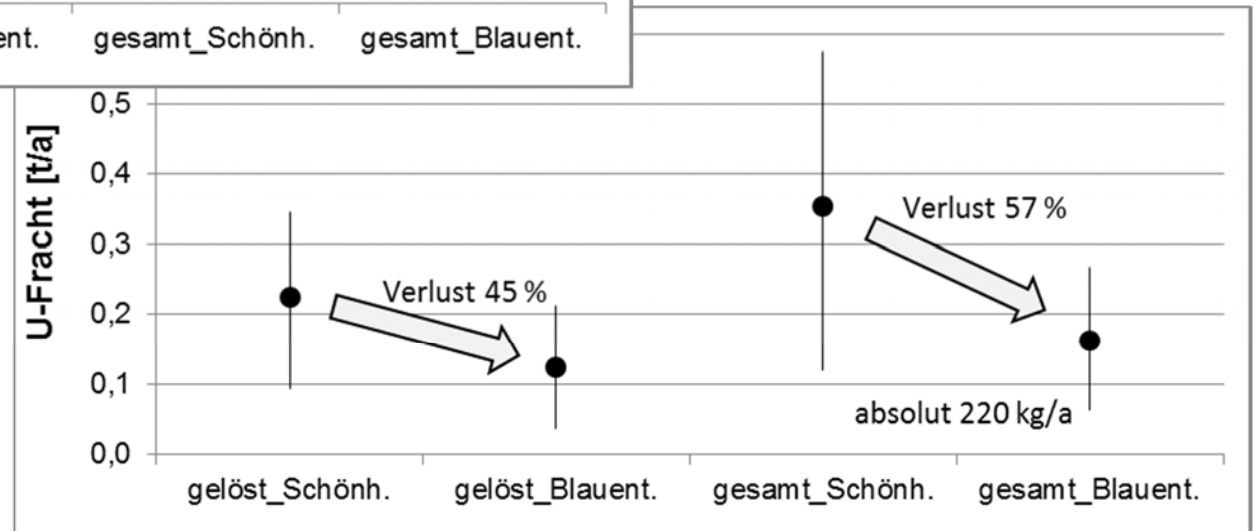 ent. gesamt_Schönh. gesamt_Blauent.
U-Fracht [t/a]
0,5
0,4
0,3
0,2
0,1
0,0
Verlust 45 %
Verlust 57 %
absolut 220 kg/a
gelöst_Schönh. gelöst_Blauent. gesamt_Schönh. gesamt_Blauent.